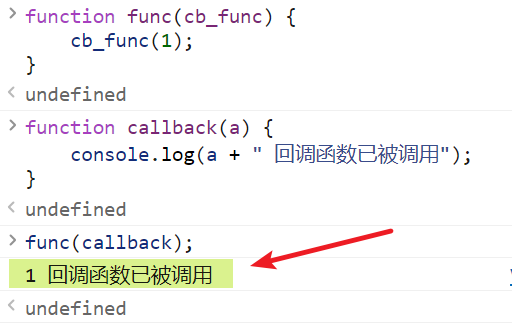 function func(cb_func) {
    cb_func(1);
}
undefined
function callback(a) {
    console.log(a + " 回调函数已被调用");
}
undefined
func(callback);
1 回调函数已被调用
undefined